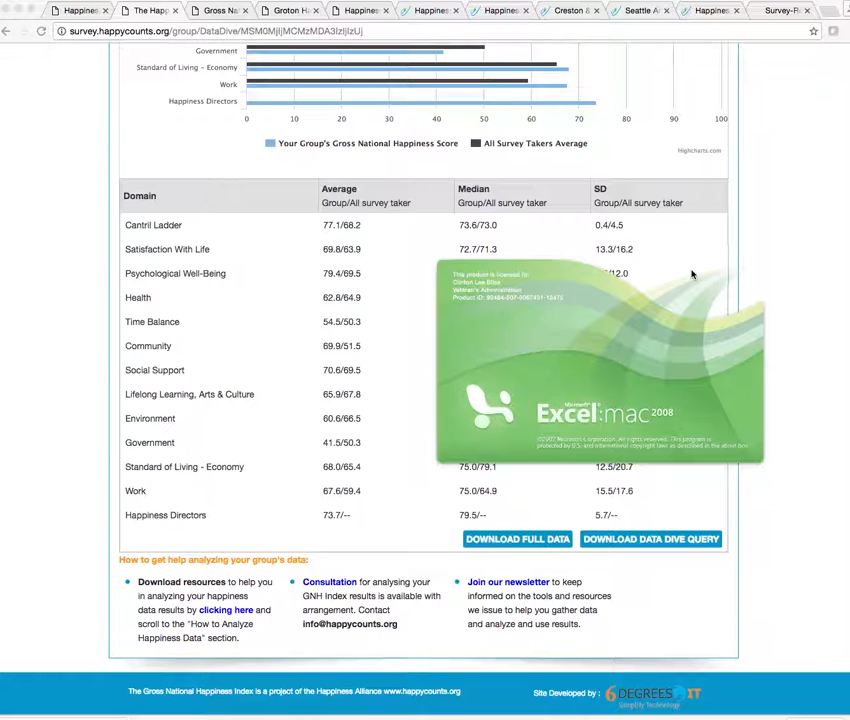 Happines
The Happ
Gross Na
Groton Ha
Happines
Happines
Happines
Creston &
Seattle Ar
Happines
Survey-R
survey.happycounts.org/group/DataDive/
Government
Standard of Living - Economy
Work
Happiness Directors
0 10 20 30 40 50 60 70 80 90 100
Your Group's Gross National Happiness Score All Survey Takers Average
Highcharts.com
Domain Average Median SD
Group/All survey taker Group/All survey taker Group/All survey taker
Cantril Ladder 77.1/68.2 73.6/73.0 0.4/4.5
Satisfaction With Life 69.8/63.9 72.7/71.3 13.3/16.2
Psychological Well-Being 79.4/69.5 /12.0
Health 62.8/64.9
Time Balance 54.5/50.3
Community 69.9/51.5
Social Support 70.6/69.5
Lifelong Learning, Arts & Culture 65.9/67.8
Environment 60.6/66.5
Government 41.5/50.3
Standard of Living - Economy 68.0/65.4 75.0/79.1 12.5/20.7
Work 67.6/59.4 75.0/64.9 15.5/17.6
Happiness Directors 73.7/-- 79.5/-- 5.7/--
This product is licensed to:
Veteran's Administration
Product ID:
Microsoft
Excel:mac 2008
DOWNLOAD FULL DATA DOWNLOAD DATA DIVE QUERY
How to get help analyzing your group's data:
Download resources to help you
in analyzing your happiness
data results by clicking here and
scroll to the "How to Analyze
Happiness Data" section.
Consultation for analysing your
GNH Index results is available with
arrangement. Contact
info@happycounts.org
Join our newsletter to keep
informed on the tools and resources
we issue to help you gather data
and analyze and use results.
The Gross National Happiness Index is a project of the Happiness Alliance www.happycounts.org
Site Developed by : 6DEGREES IT
Simplify Technology